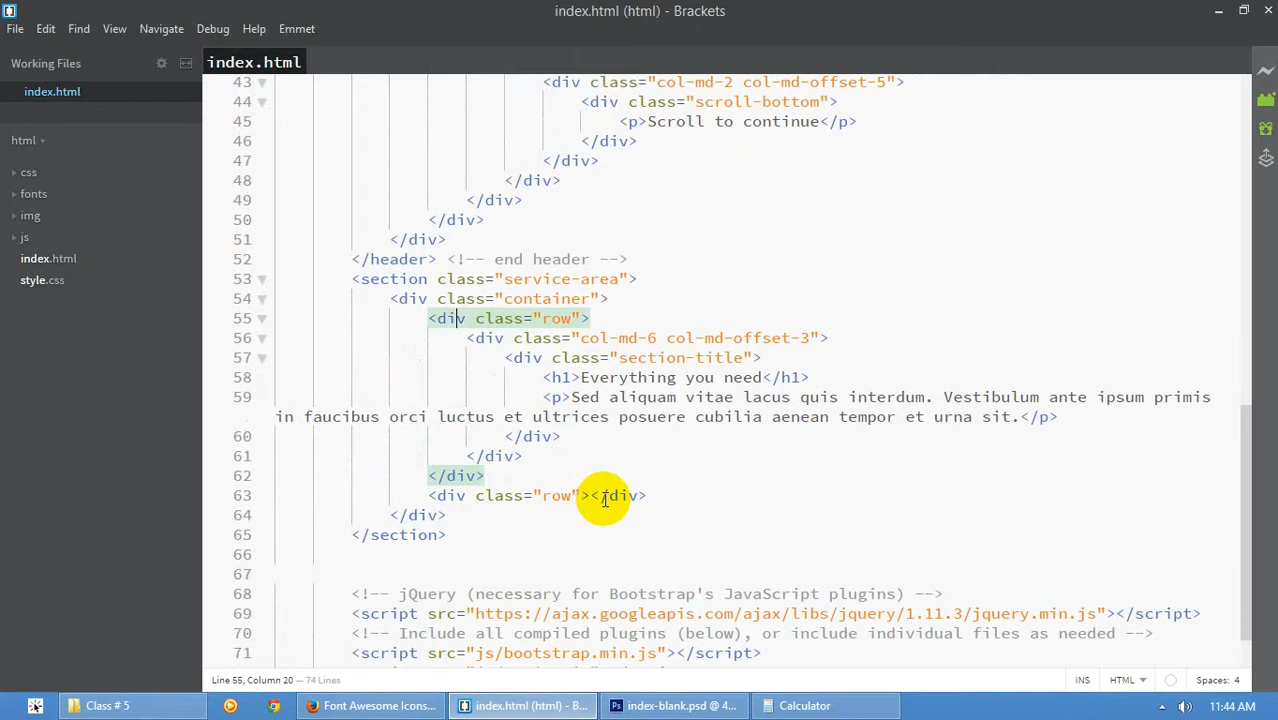 index.html (html) - Brackets
File Edit Find View Navigate Debug Help Emmet
Working Files
index.html
html
css
fonts
img
js
index.html
style.css
index.html
43 <div class="col-md-2 col-md-offset-5">
44 <div class="scroll-bottom">
45 <p>Scroll to continue</p>
46 </div>
47 </div>
48 </div>
49 </div>
50 </div>
51 </div>
52 </header> <!-- end header -->
53 <section class="service-area">
54 <div class="container">
55 <div class="row">
56 <div class="col-md-6 col-md-offset-3">
57 <div class="section-title">
58 <h1>Everything you need</h1>
59 <p>Sed aliquam vitae lacus quis interdum. Vestibulum ante ipsum primis
in faucibus orci luctus et ultrices posuere cubilia aenean tempor et urna sit.</p>
60 </div>
61 </div>
62 </div>
63 <div class="row"></div>
64 </div>
65 </section>
66
67
68 <!-- jQuery (necessary for Bootstrap's JavaScript plugins) -->
69 <script src="https://ajax.googleapis.com/ajax/libs/jquery/1.11.3/jquery.min.js"></script>
70 <!-- Include all compiled plugins (below), or include individual files as needed -->
71 <script src="js/bootstrap.min.js"></script>
Line 55, Column 20 — 74 Lines INS HTML Spaces: 4
Class # 5 Font Awesome Icons... index.html (html) - B... index-blank.psd @ 4... Calculator 11:44 AM